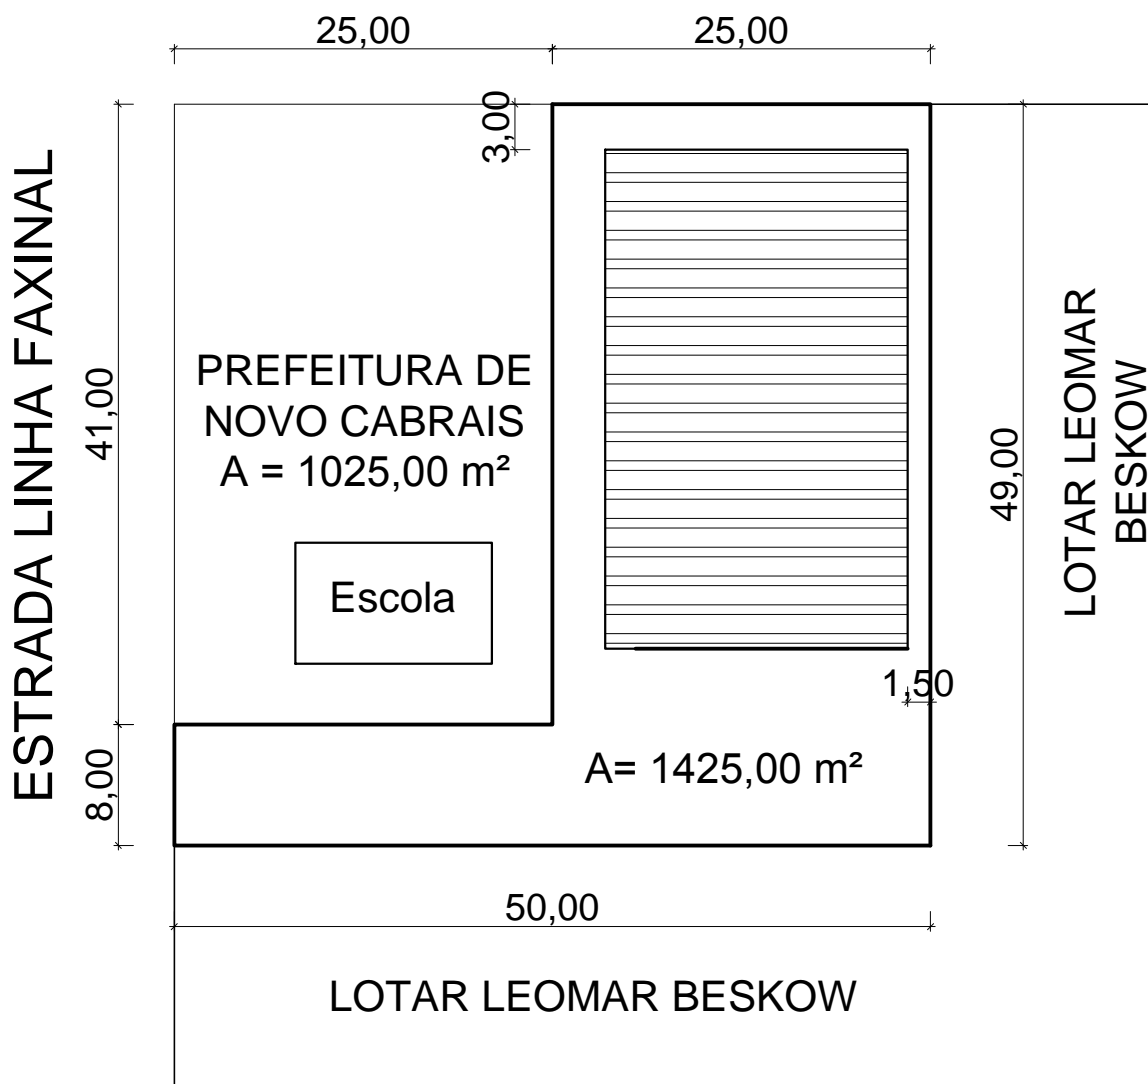 25,00
25,00
3,00
ESTRADA LINHA FAXINAL
41,00
PREFEITURA DE
NOVO CABRAIS
A = 1025,00 m²
Escola
49,00
LOTAR LEOMAR
BESKOW
1,50
8,00
A= 1425,00 m²
50,00
LOTAR LEOMAR BESKOW